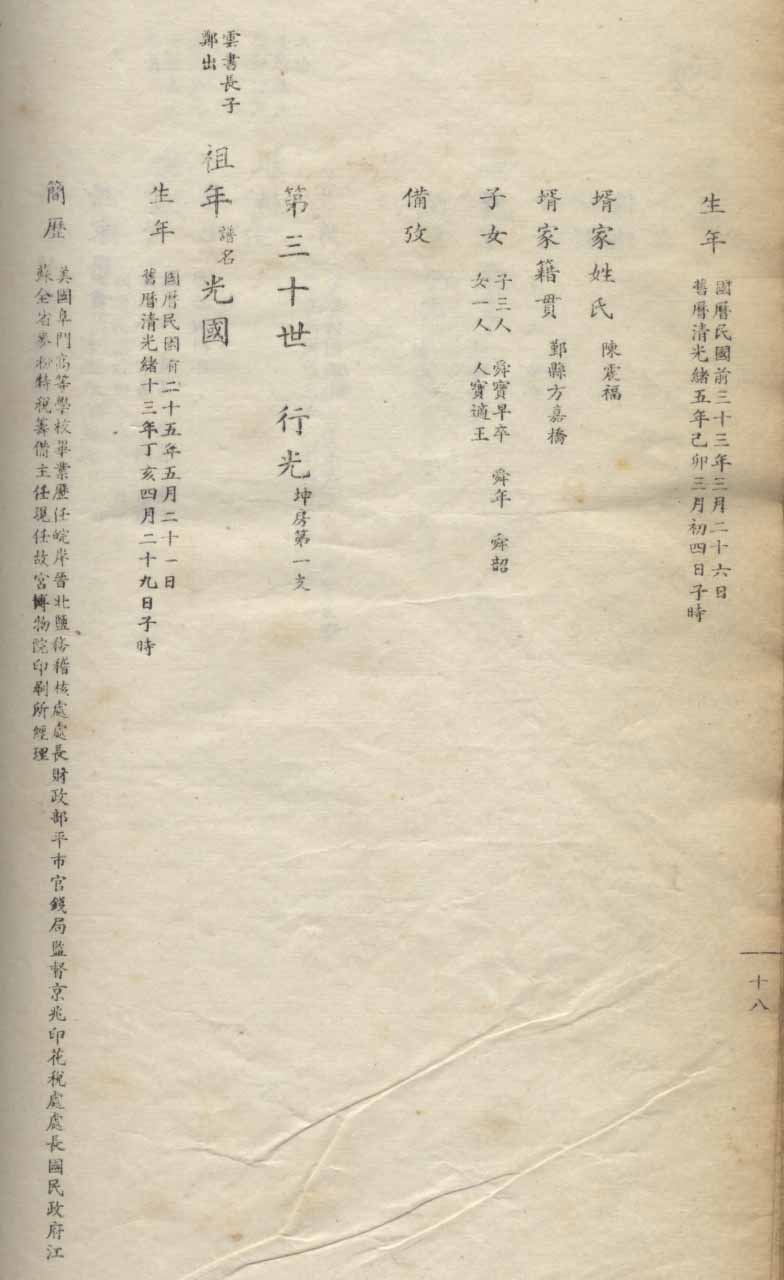 生年
國曆民國前三十三年三月二十六日
舊曆清光緒五年己卯三月初四日子時
壻家姓氏 陳震福
壻家籍貫 鄞縣方嘉橋
子女
子三人 舜寶早卒 舜年 舜韶
女一人 人寶適王
備攷
第三十世 行光 坤房第一支
雲書長子
鄭出
祖年 譜名光國
生年
國曆民國前二十五年五月二十一日
舊曆清光緒十三年丁亥四月二十九日子時
簡歷
美國阜門高等學校畢業歷任皖岸晉北鹽務稽核處處長財政部平市官錢局監督京兆印花稅處處長國民政府江
蘇全省麥粉特稅籌備主任現任故宮博物院印刷所經理
十八